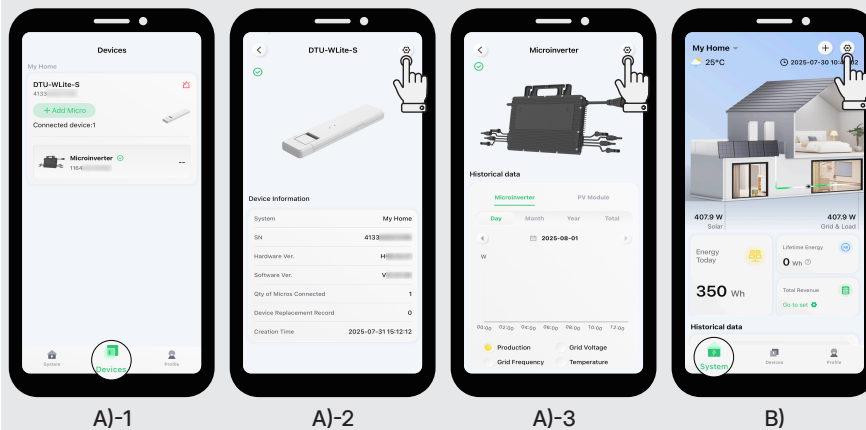 Devices
My Home
DTU-WLite-S
4133
+ Add Micro
Connected device:1
Microinverter
1164
--
System
Devices
Profile
A)-1
DTU-WLite-S
Device Information
System My Home
SN 4133
Hardware Ver. H
Software Ver. V
Qty of Micros Connected 1
Device Replacement Record 0
Creation Time 2025-07-31 15:12:12
A)-2
Microinverter
Historical data
Microinverter PV Module
Day Month Year Total
2025-08-01
W
00:00 02:00 04:00 06:00 08:00 10:00 12:00
Production Grid Voltage
Grid Frequency Temperature
A)-3
My Home
25°C 2025-07-30 10:
407.9 W 407.9 W
Solar Grid & Load
Energy
Today
350 Wh
Lifetime Energy
0 Wh
Total Revenue
Go to set
Historical data
System
Devices
Profile
B)